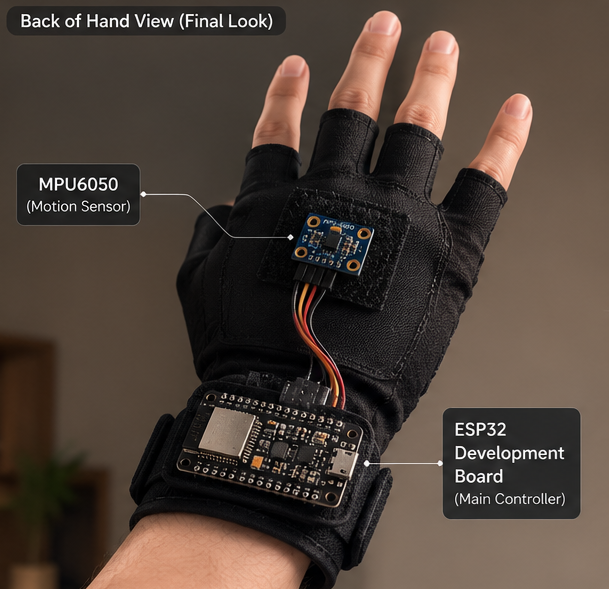 Back of Hand View (Final Look)
MPU6050
(Motion Sensor)
ESP32
Development
Board
(Main Controller)